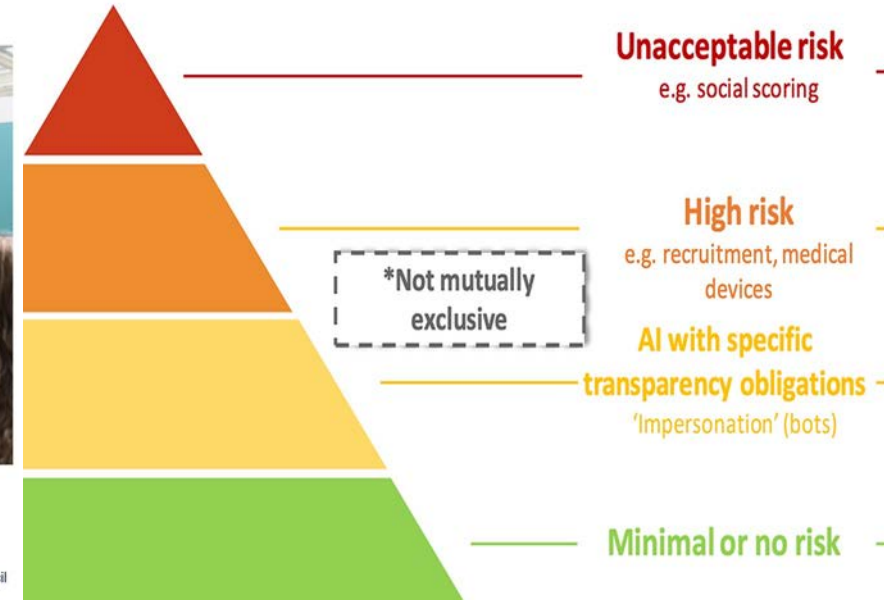 Unacceptable risk
e.g. social scoring
High risk
e.g. recruitment, medical
devices
*Not mutually
exclusive
AI with specific
transparency obligations
'Impersonation' (bots)
Minimal or no risk